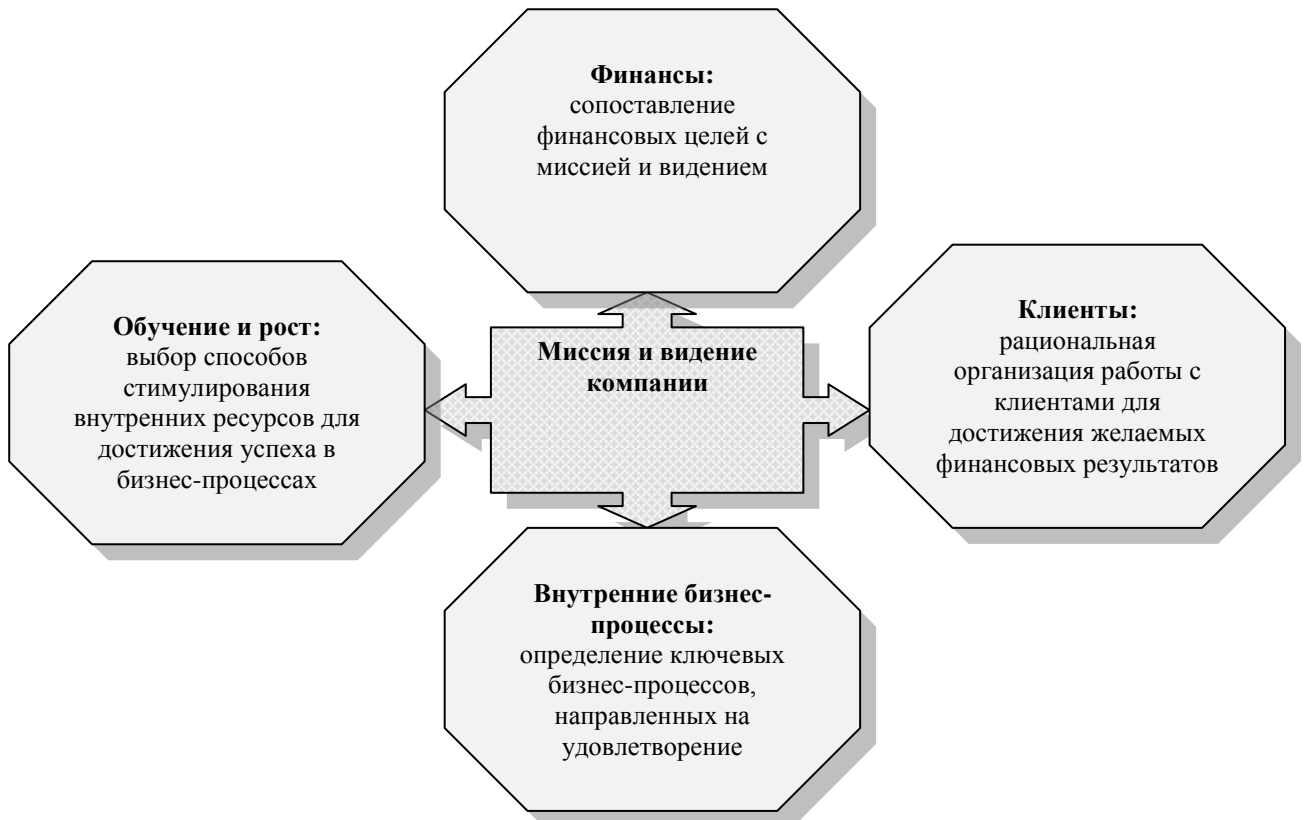 Финансы:
сопоставление
финансовых целей с
миссией и видением
Обучение и рост:
выбор способов
стимулирования
внутренних ресурсов для
достижения успеха в
бизнес-процессах
Миссия и видение
компании
Клиенты:
рациональная
организация работы с
клиентами для
достижения желаемых
финансовых результатов
Внутренние бизнес-
процессы:
определение ключевых
бизнес-процессов,
направленных на
удовлетворение